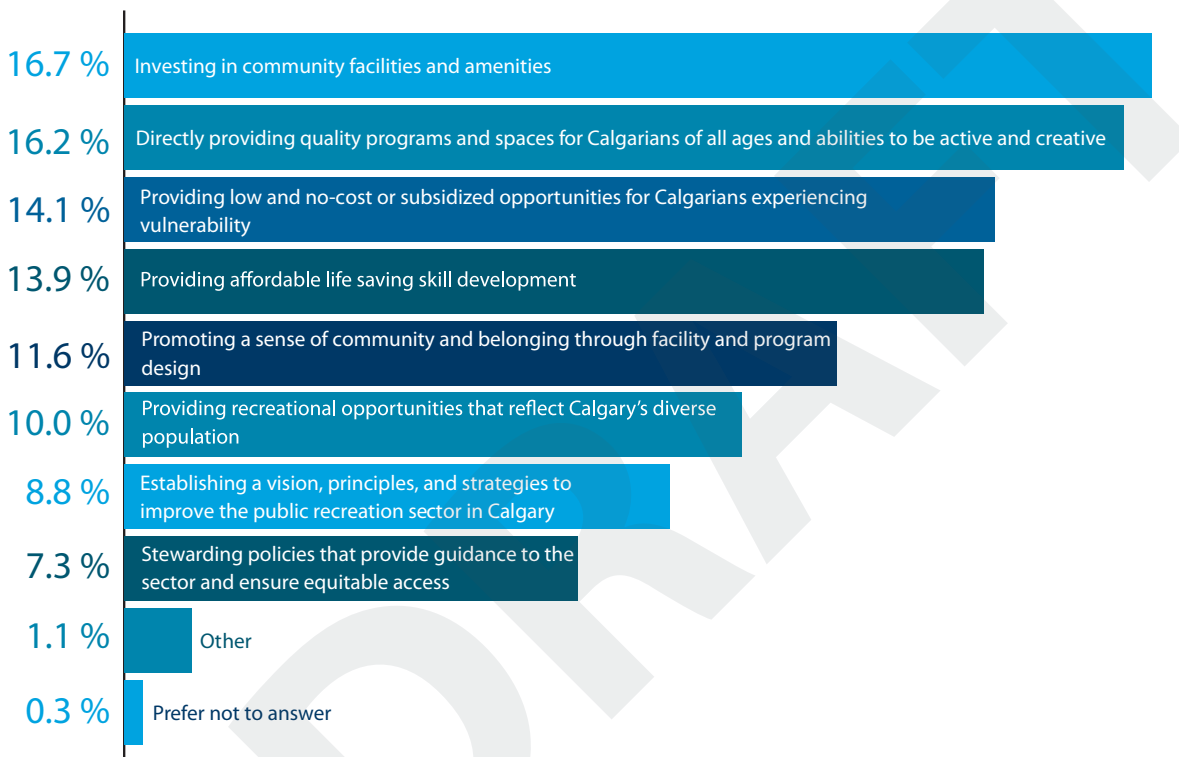 16.7 %
Investing in community facilities and amenities
16.2 %
Directly providing quality programs and spaces for Calgarians of all ages and abilities to be active and creative
14.1 %
Providing low and no-cost or subsidized opportunities for Calgarians experiencing
vulnerability
13.9 %
Providing affordable life saving skill development
11.6 %
Promoting a sense of community and belonging through facility and program
design
10.0 %
Providing recreational opportunities that reflect Calgary’s diverse
population
8.8 %
Establishing a vision, principles, and strategies to
improve the public recreation sector in Calgary
7.3 %
Stewarding policies that provide guidance to the
sector and ensure equitable access
1.1 %
Other
0.3 %
Prefer not to answer
DRAFT